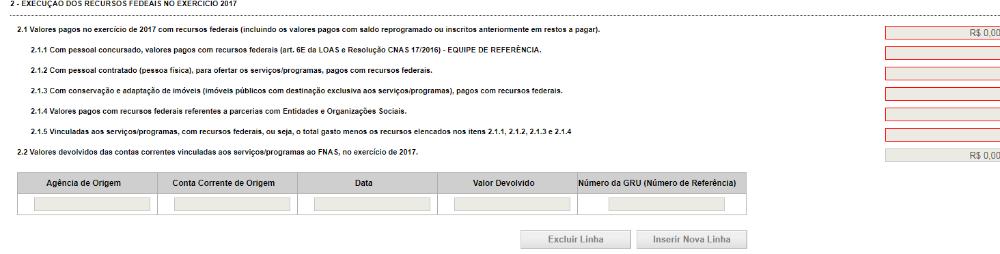 2 - EXECUÇÃO DOS RECURSOS FEDEAIS NO EXERCÍCIO 2017
2.1 Valores pagos no exercício de 2017 com recursos federais (incluindo os valores pagos com saldo reprogramado ou inscritos anteriormente em restos a pagar). R$ 0,00
2.1.1 Com pessoal concursado, valores pagos com recursos federais (art. 6E da LOAS e Resolução CNAS 17/2016) - EQUIPE DE REFERÊNCIA.
2.1.2 Com pessoal contratado (pessoa física), para ofertar os serviços/programas, pagos com recursos federais.
2.1.3 Com conservação e adaptação de imóveis (imóveis públicos com destinação exclusiva aos serviços/programas), pagos com recursos federais.
2.1.4 Valores pagos com recursos federais referentes a parcerias com Entidades e Organizações Sociais.
2.1.5 Vinculadas aos serviços/programas, com recursos federais, ou seja, o total gasto menos os recursos elencados nos itens 2.1.1, 2.1.2, 2.1.3 e 2.1.4
2.2 Valores devolvidos das contas correntes vinculadas aos serviços/programas ao FNAS, no exercício de 2017. R$ 0,00
Agência de Origem Conta Corrente de Origem Data Valor Devolvido Número da GRU (Número de Referência)
Excluir Linha Inserir Nova Linha